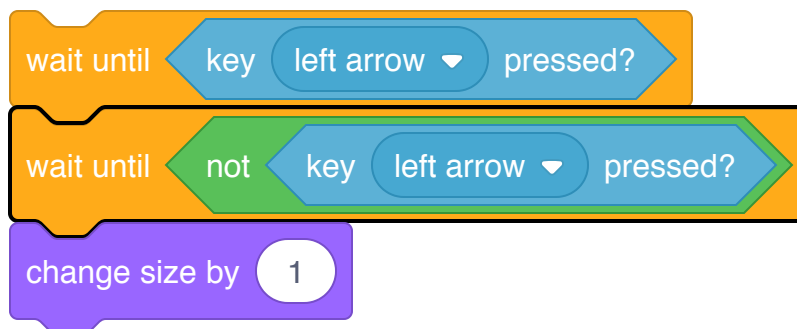 wait until key left arrow pressed?
wait until not key left arrow pressed?
change size by 1